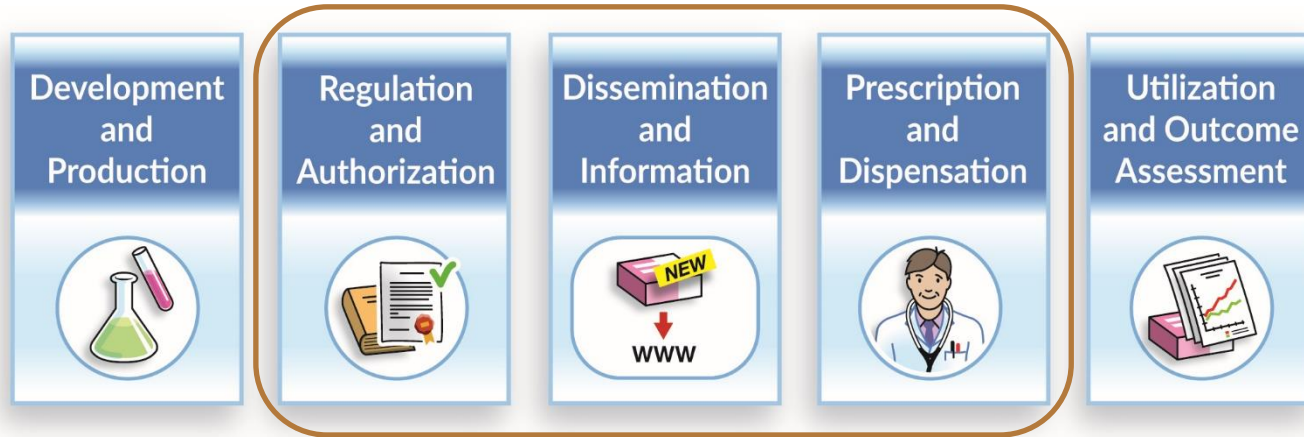 Development
and
Production
Regulation
and
Authorization
Dissemination
and
Information
NEW
WWW
Prescription
and
Dispensation
Utilization
and Outcome
Assessment